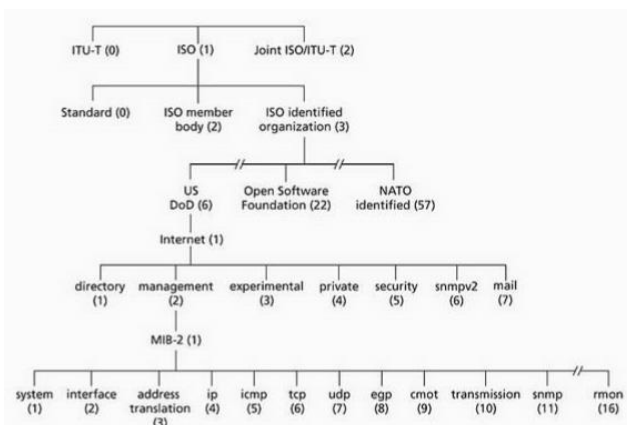 ITU-T (0) ISO (1) Joint ISO/ITU-T (2)
Standard (0) ISO member ISO identified
body (2) organization (3)
US Open Software NATO
DoD (6) Foundation (22) identified (57)
Internet (1)
directory management experimental private security snmpv2 mail
(1) (2) (3) (4) (5) (6) (7)
MIB-2 (1)
system interface address ip icmp tcp udp egp cmot transmission snmp rmon
(1) (2) translation (4) (5) (6) (7) (8) (9) (10) (11) (16)
(3)